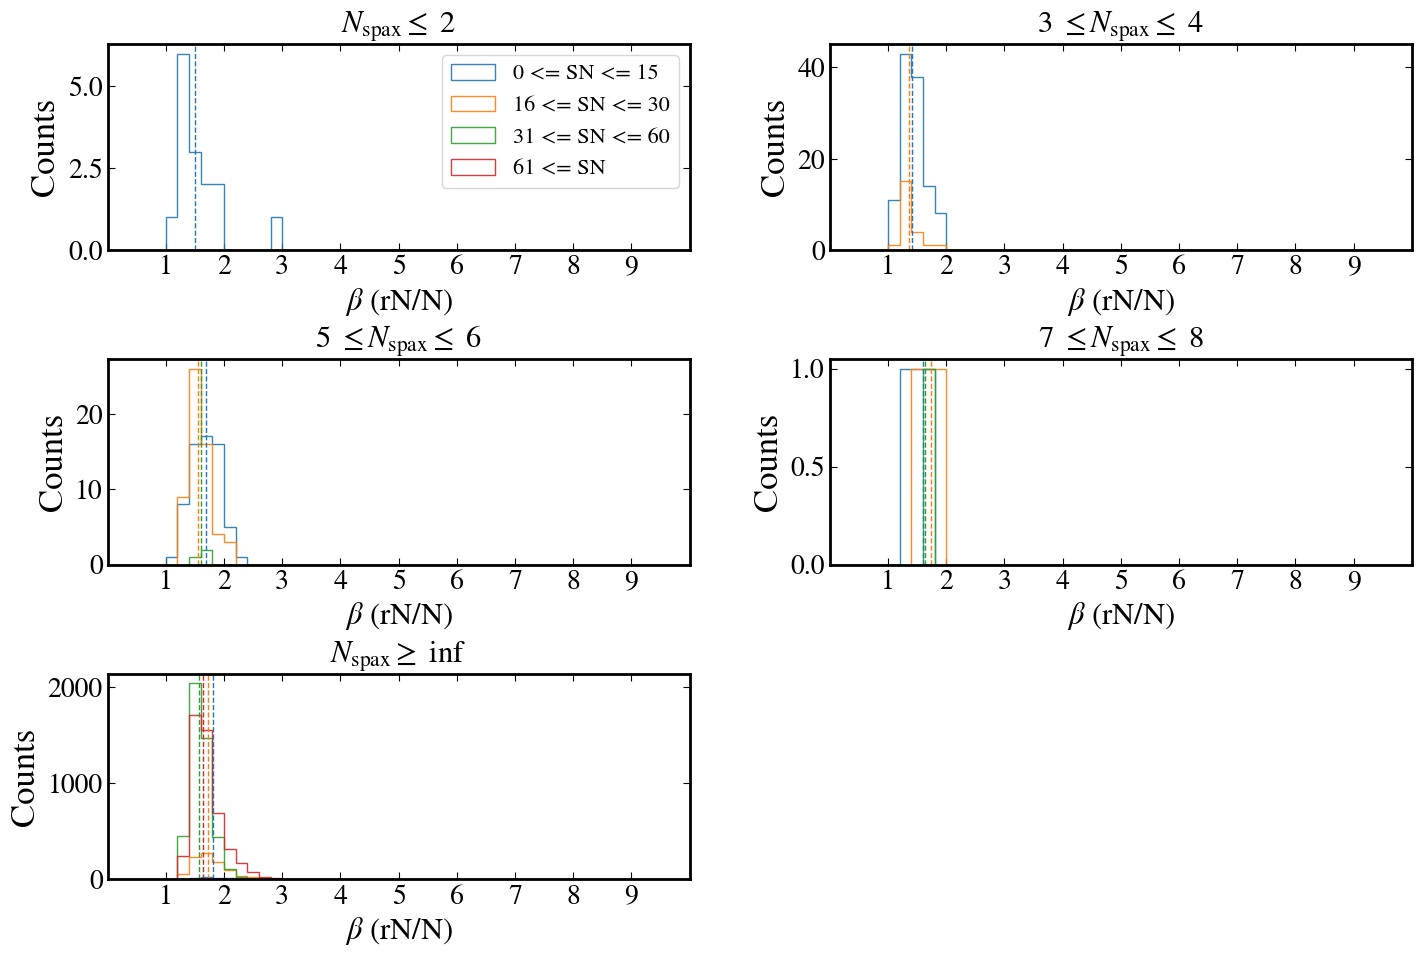 N_spax ≤ 2
5.0
2.5
0.0
Counts
0 <= SN <= 15
16 <= SN <= 30
31 <= SN <= 60
61 <= SN
1 2 3 4 5 6 7 8 9
β (rN/N)
3 ≤ N_spax ≤ 4
40
20
0
Counts
1 2 3 4 5 6 7 8 9
β (rN/N)
5 ≤ N_spax ≤ 6
20
10
0
Counts
1 2 3 4 5 6 7 8 9
β (rN/N)
7 ≤ N_spax ≤ 8
1.0
0.5
0.0
Counts
1 2 3 4 5 6 7 8 9
β (rN/N)
N_spax ≥ inf
2000
1000
0
Counts
1 2 3 4 5 6 7 8 9
β (rN/N)